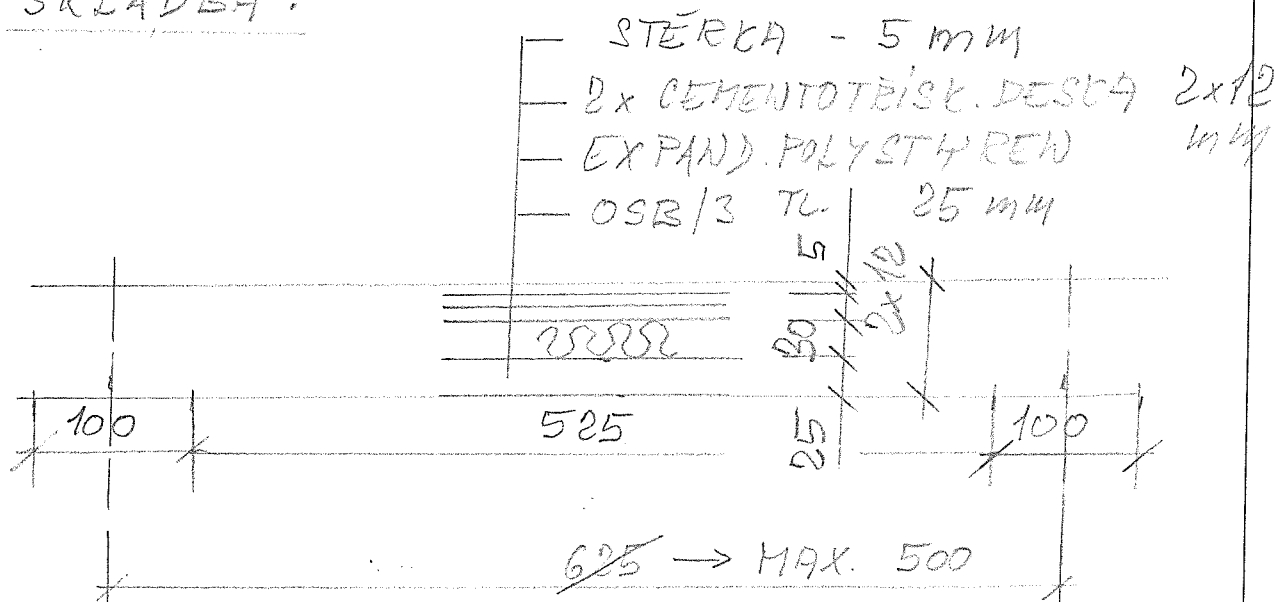 SKLADBA:
STĚRKA - 5 mm
2x CEMENTOTŘÍSK. DESKA 2x12 mm
EXPAND. POLYSTYREN
OSB/3 TL. 25 mm
5
2x12
30
25
100
525
100
625 → MAX. 500